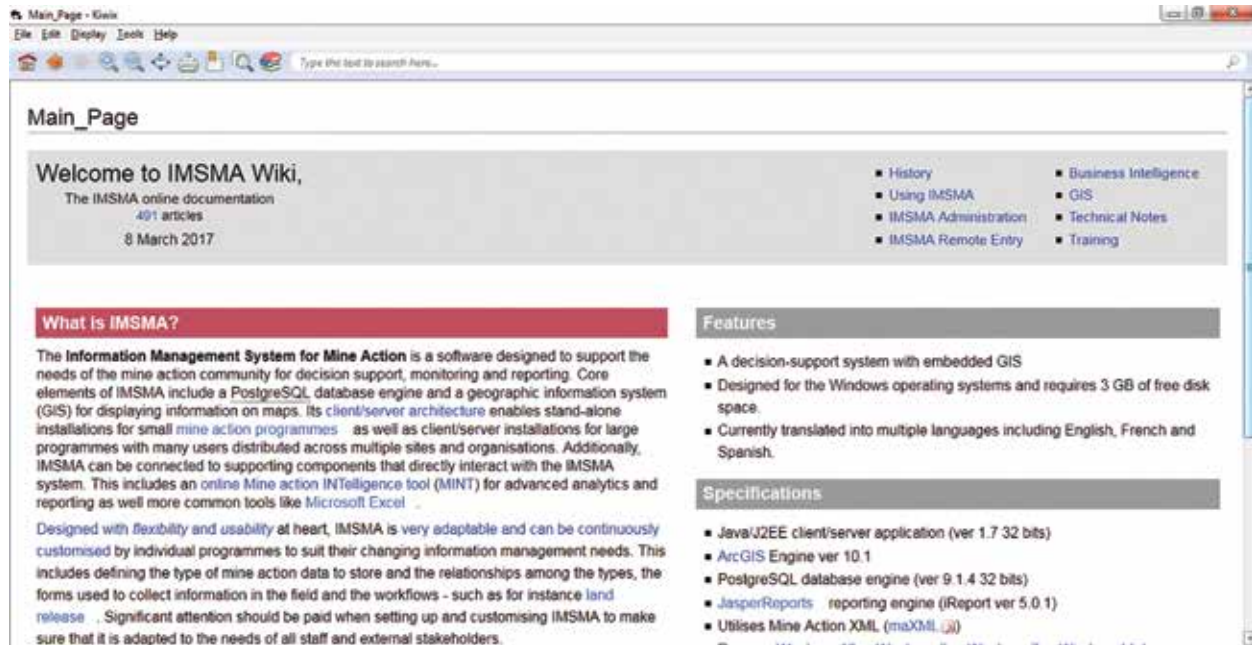 Main_Page - Kiwix
File Edit Display Tools Help
Type the text to search here...
Main_Page
Welcome to IMSMA Wiki,
The IMSMA online documentation
491 articles
8 March 2017
History
Using IMSMA
IMSMA Administration
IMSMA Remote Entry
Business Intelligence
GIS
Technical Notes
Training
What is IMSMA?
The Information Management System for Mine Action is a software designed to support the
needs of the mine action community for decision support, monitoring and reporting. Core
elements of IMSMA include a PostgreSQL database engine and a geographic information system
(GIS) for displaying information on maps. Its client/server architecture enables stand-alone
installations for small mine action programmes as well as client/server installations for large
programmes with many users distributed across multiple sites and organisations. Additionally,
IMSMA can be connected to supporting components that directly interact with the IMSMA
system. This includes an online Mine action INTelligence tool (MINT) for advanced analytics and
reporting as well more common tools like Microsoft Excel .
Designed with flexibility and usability at heart, IMSMA is very adaptable and can be continuously
customised by individual programmes to suit their changing information management needs. This
includes defining the type of mine action data to store and the relationships among the types, the
forms used to collect information in the field and the workflows - such as for instance land
release . Significant attention should be paid when setting up and customising IMSMA to make
sure that it is adapted to the needs of all staff and external stakeholders.
Features
A decision-support system with embedded GIS
Designed for the Windows operating systems and requires 3 GB of free disk
space.
Currently translated into multiple languages including English, French and
Spanish.
Specifications
Java/J2EE client/server application (ver 1.7 32 bits)
ArcGIS Engine ver 10.1
PostgreSQL database engine (ver 9.1.4 32 bits)
JasperReports reporting engine (iReport ver 5.0.1)
Utilises Mine Action XML (maXML)